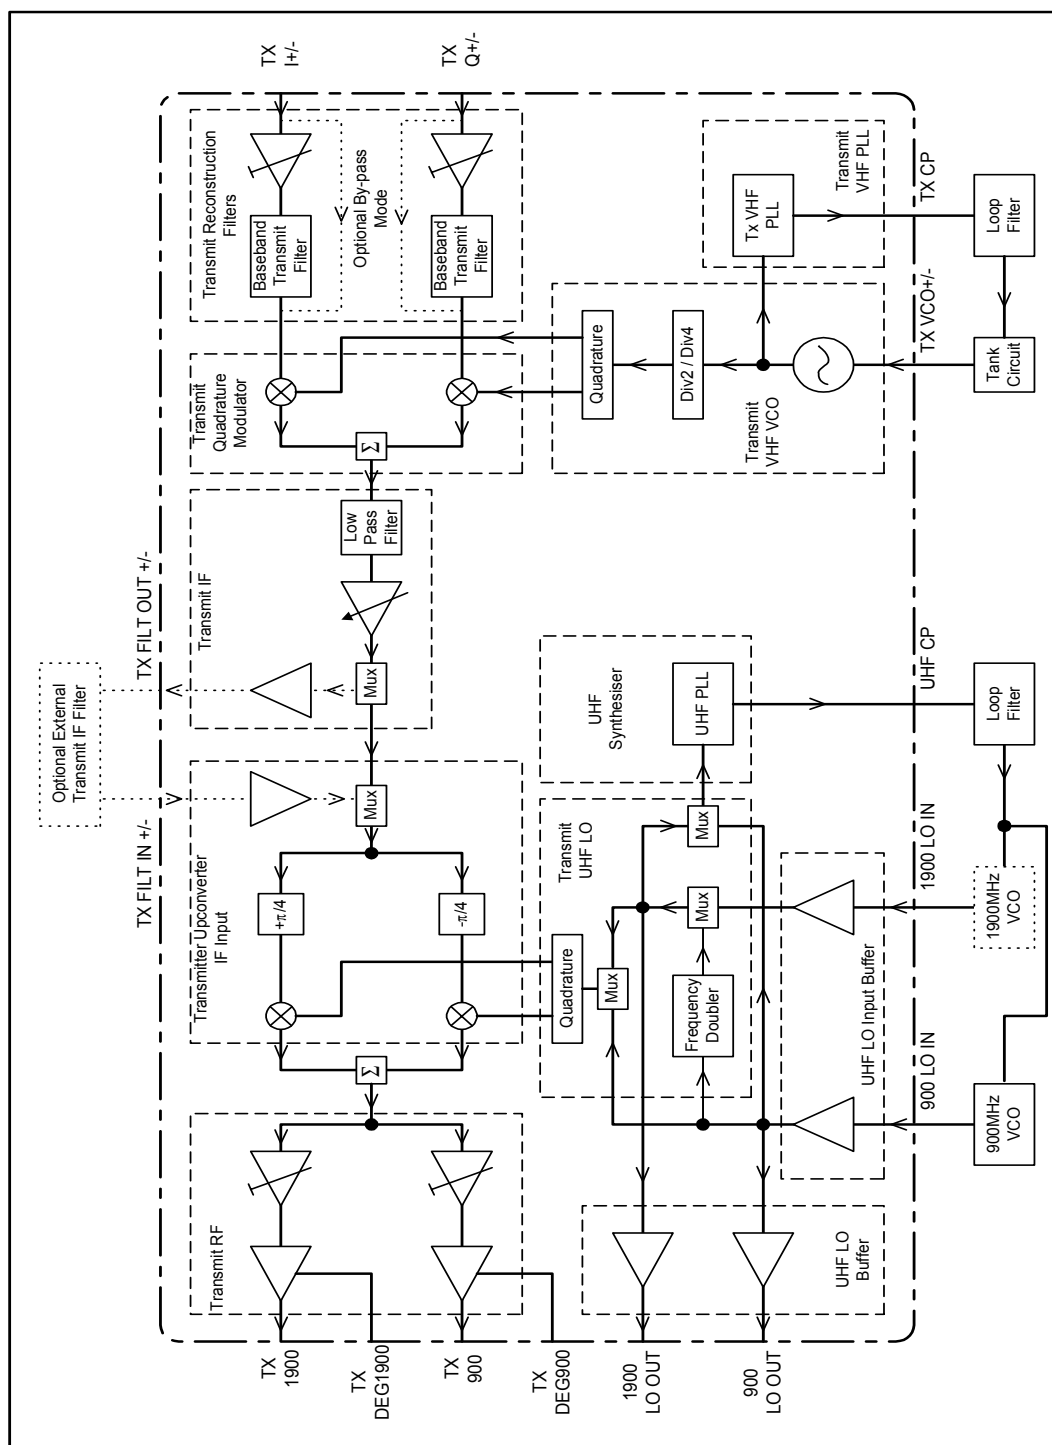 TX
I+/-
TX
Q+/-
Transmit Reconstruction
Filters
Baseband
Transmit
Filter
Optional By-pass
Mode
Baseband
Transmit
Filter
Transmit
VHF PLL
Tx VHF
PLL
TX CP
Loop
Filter
TX VCO+/-
Tank
Circuit
Transmit
Quadrature
Modulator
Σ
Quadrature
Div2 / Div4
Transmit
VHF VCO
TX FILT OUT +/-
Transmit IF
Low
Pass
Filter
Mux
Optional External
Transmit IF Filter
TX FILT IN +/-
Transmitter Upconverter
IF Input
Mux
+π/4
-π/4
Σ
UHF
Synthesiser
UHF PLL
UHF CP
Loop
Filter
Transmit
UHF LO
Mux
Mux
Mux
Quadrature
Frequency
Doubler
UHF LO Input Buffer
1900 LO IN
1900MHz
VCO
900 LO IN
900MHz
VCO
Transmit RF
UHF LO
Buffer
TX
1900
TX
DEG1900
TX
900
TX
DEG900
1900
LO OUT
900
LO OUT